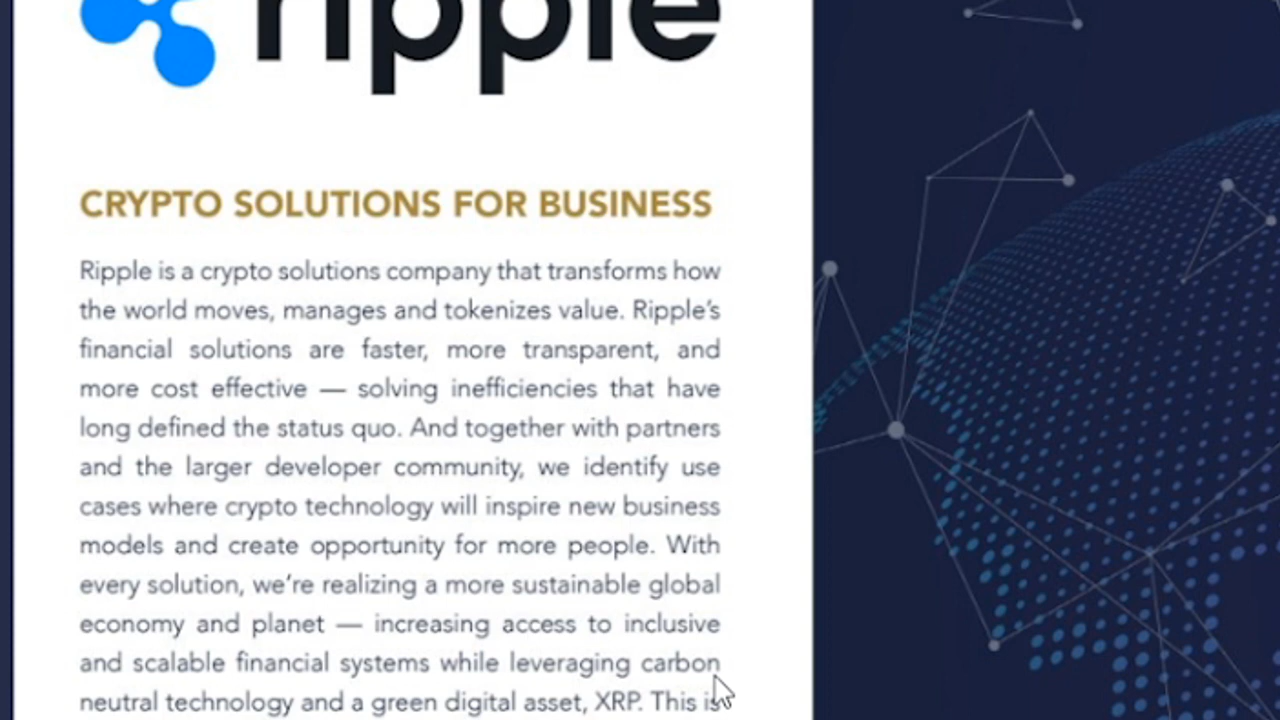 ripple
CRYPTO SOLUTIONS FOR BUSINESS
Ripple is a crypto solutions company that transforms how
the world moves, manages and tokenizes value. Ripple’s
financial solutions are faster, more transparent, and
more cost effective — solving inefficiencies that have
long defined the status quo. And together with partners
and the larger developer community, we identify use
cases where crypto technology will inspire new business
models and create opportunity for more people. With
every solution, we’re realizing a more sustainable global
economy and planet — increasing access to inclusive
and scalable financial systems while leveraging carbon
neutral technology and a green digital asset, XRP. This is